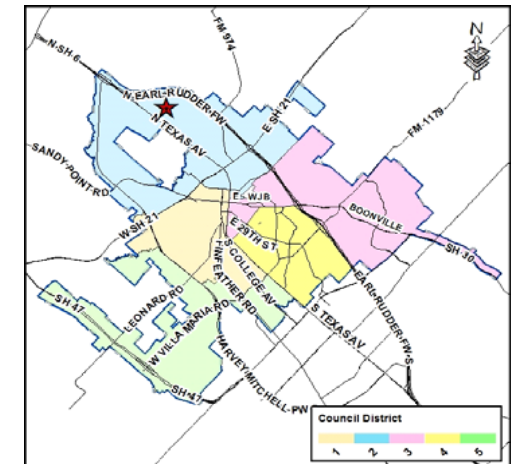 N
FM 974
N-SH-6
N-EARL-RUDDER-FW
E SH 21
N TEXAS AV
FM 1179
SANDY-POINT-RD
E WJB
BOONVILLE
W-SH 21
E 29TH ST
SH 30
S COLLEGE AV
FINFEATHER RD
EARL-RUDDER-FW-S
LEONARD RD
S TEXAS AV
SH 47
W VILLA MARIA RD
HARVEY MITCHELL-PW
SH-47
Council District
1 2 3 4 5